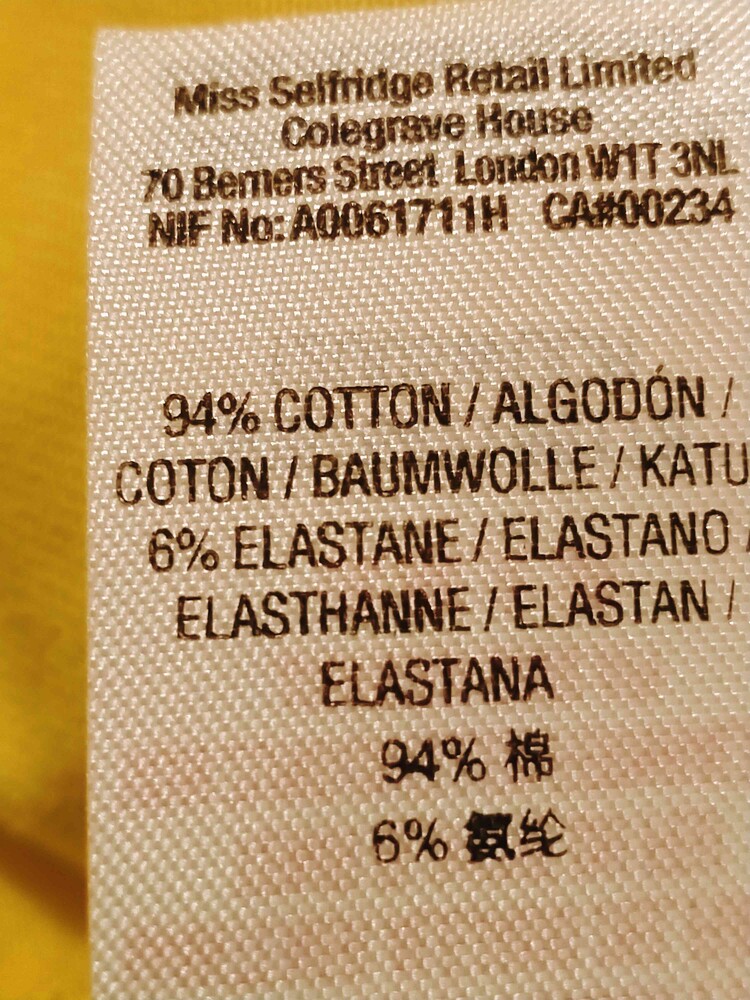 Miss Selfridge Retail Limited
Colegrave House
70 Berners Street London W1T 3NL
NIF No: A0061711H CA#00234
94% COTTON / ALGODÓN /
COTON / BAUMWOLLE / KATU
6% ELASTANE / ELASTANO /
ELASTHANNE / ELASTAN /
ELASTANA
94% 棉
6% 氨纶